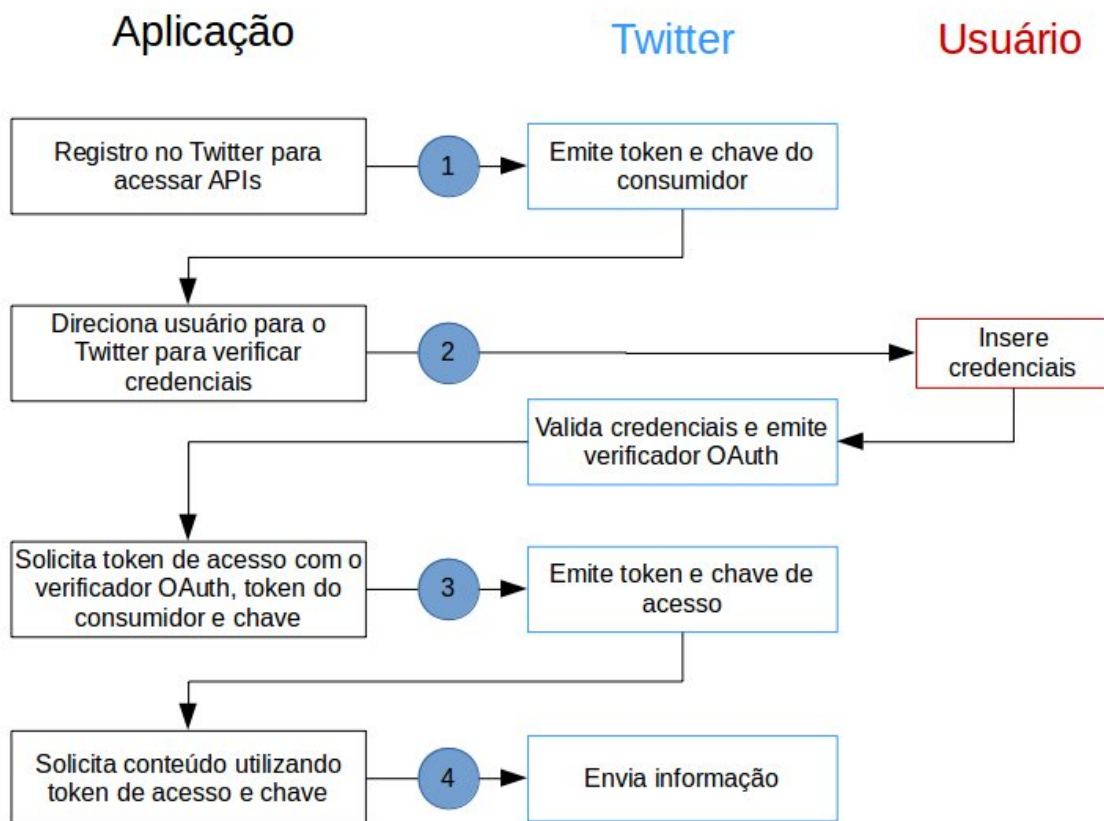 Aplicação
Twitter
Usuário
Registro no Twitter para
acessar APIs
1
Emite token e chave do
consumidor
Direciona usuário para o
Twitter para verificar
credenciais
2
Insere
credenciais
Valida credenciais e emite
verificador OAuth
Solicita token de acesso com o
verificador OAuth, token do
consumidor e chave
3
Emite token e chave de
acesso
Solicita conteúdo utilizando
token de acesso e chave
4
Envia informação